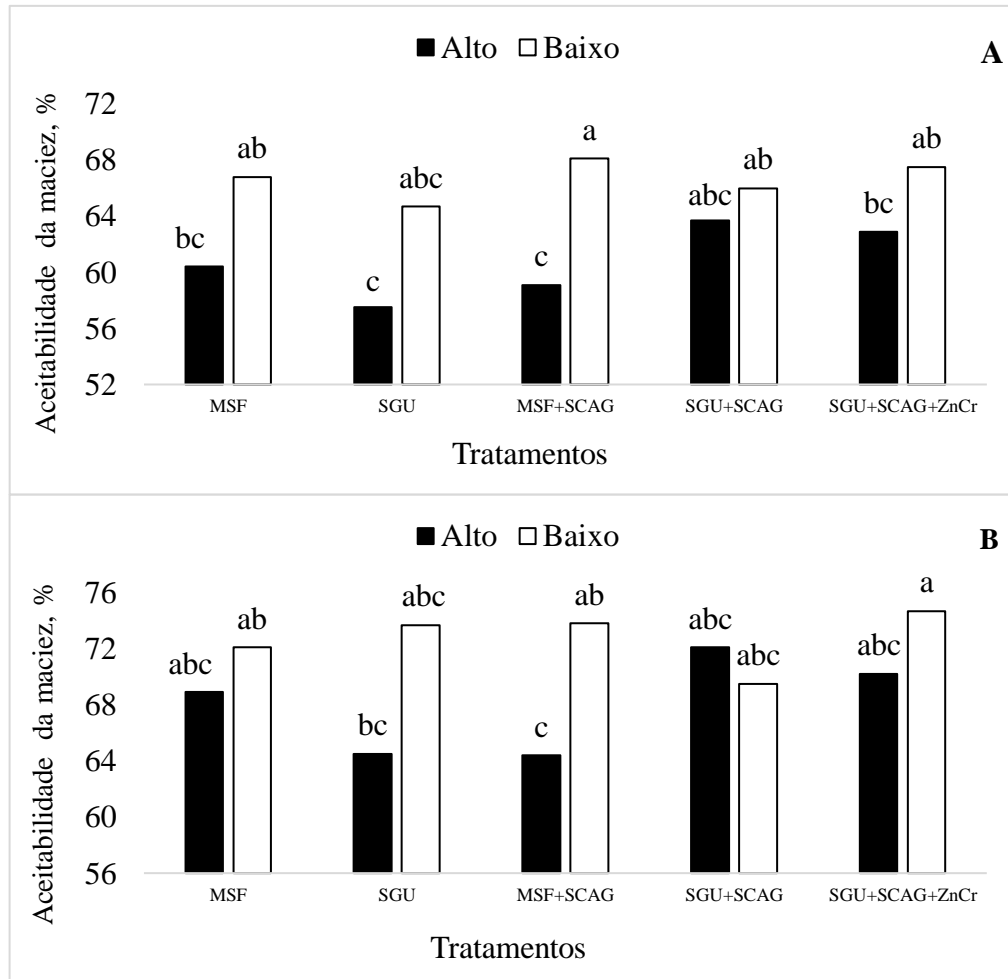 Alto Baixo
A
Aceitabilidade da maciez, %
72
68
64
60
56
52
bc ab c abc c a abc ab bc ab
MSF SGU MSF+SCAG SGU+SCAG SGU+SCAG+ZnCr
Tratamentos
Alto Baixo
B
Aceitabilidade da maciez, %
76
72
68
64
60
56
abc ab bc abc c ab abc abc abc a
MSF SGU MSF+SCAG SGU+SCAG SGU+SCAG+ZnCr
Tratamentos